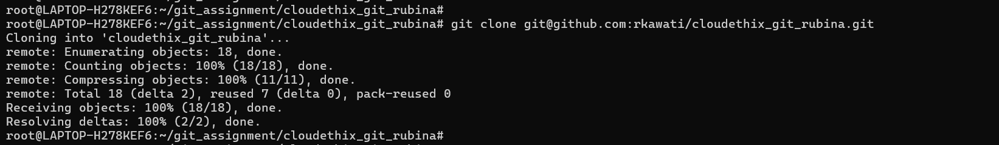 root@LAPTOP-H278KEF6:~/git_assignment/cloudethix_git_rubina#
root@LAPTOP-H278KEF6:~/git_assignment/cloudethix_git_rubina# git clone git@github.com:rkawati/cloudethix_git_rubina.git
Cloning into 'cloudethix_git_rubina'...
remote: Enumerating objects: 18, done.
remote: Counting objects: 100% (18/18), done.
remote: Compressing objects: 100% (11/11), done.
remote: Total 18 (delta 2), reused 7 (delta 0), pack-reused 0
Receiving objects: 100% (18/18), done.
Resolving deltas: 100% (2/2), done.
root@LAPTOP-H278KEF6:~/git_assignment/cloudethix_git_rubina#